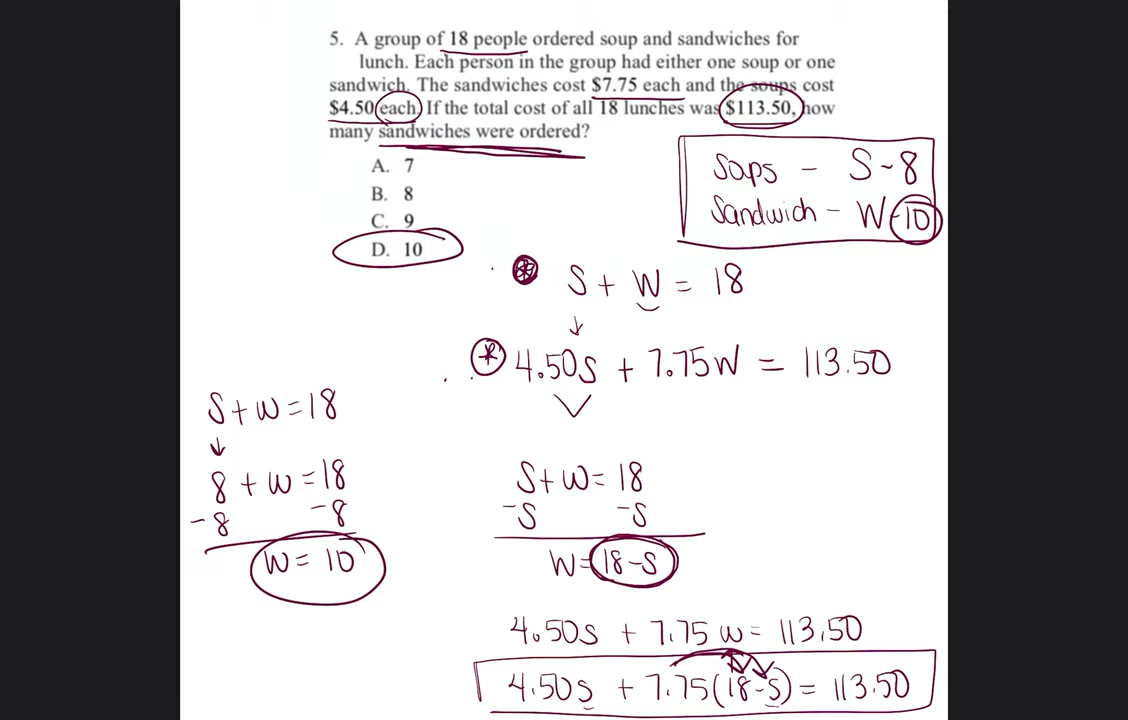 5. A group of 18 people ordered soup and sandwiches for
lunch. Each person in the group had either one soup or one
sandwich. The sandwiches cost $7.75 each and the soups cost
$4.50 each. If the total cost of all 18 lunches was $113.50, how
many sandwiches were ordered?
A. 7
B. 8
C. 9
D. 10
Soups - S-8
Sandwich - W-10
S + W = 18
4.50S + 7.75W = 113.50
S+W=18
8 + W = 18
-8 -8
W = 10
S+W=18
-S -S
W=18-S
4.50S + 7.75W = 113.50
4.50S + 7.75(18-S) = 113.50